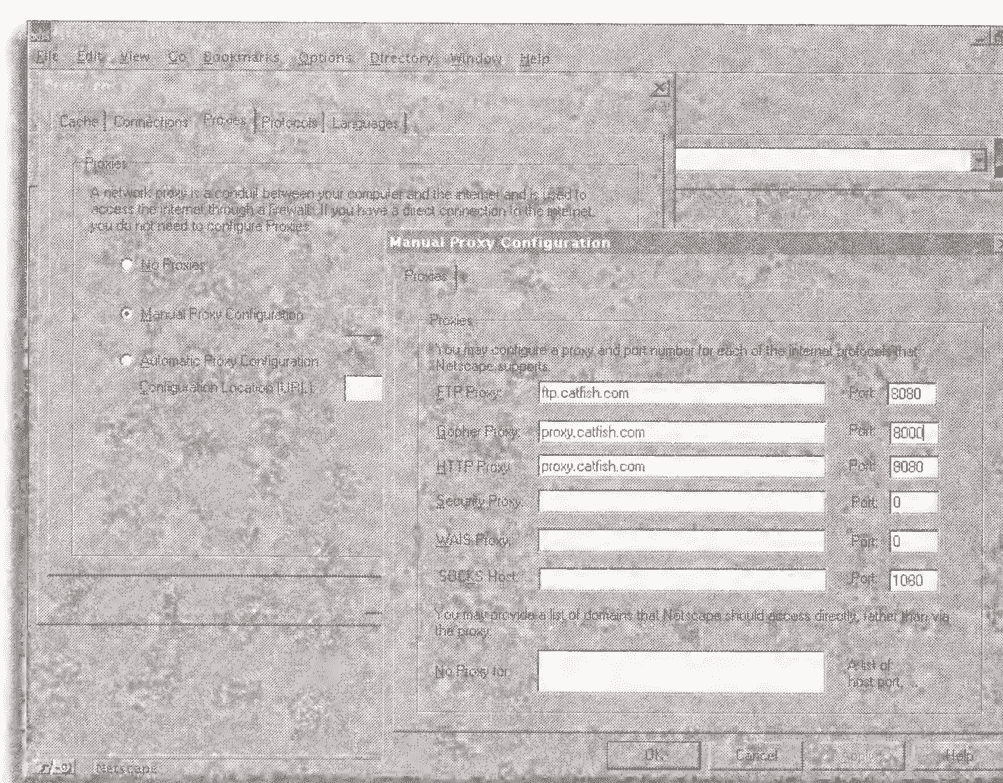 File Edit View Go Bookmarks Options Directory Window Help
Cache Connections Proxies Protocols Languages
Proxies
A network proxy is a conduit between your computer and the internet and is used to
access the internet through a firewall. If you have a direct connection to the internet,
you do not need to configure Proxies.
No Proxies
Manual Proxy Configuration
Automatic Proxy Configuration
Configuration Location (URL):
Manual Proxy Configuration
Proxies
Proxies
You may configure a proxy and port number for each of the internet protocols that
Netscape supports.
FTP Proxy: ftp.catfish.com Port: 8080
Gopher Proxy: proxy.catfish.com Port: 8000
HTTP Proxy: proxy.catfish.com Port: 8080
Security Proxy: Port: 0
WAIS Proxy: Port: 0
SOCKS Host: Port: 1080
You may provide a list of domains that Netscape should access directly, rather than via
the proxy:
No Proxy for: A list of
host:port, ...
OK Cancel Apply Help
Netscape